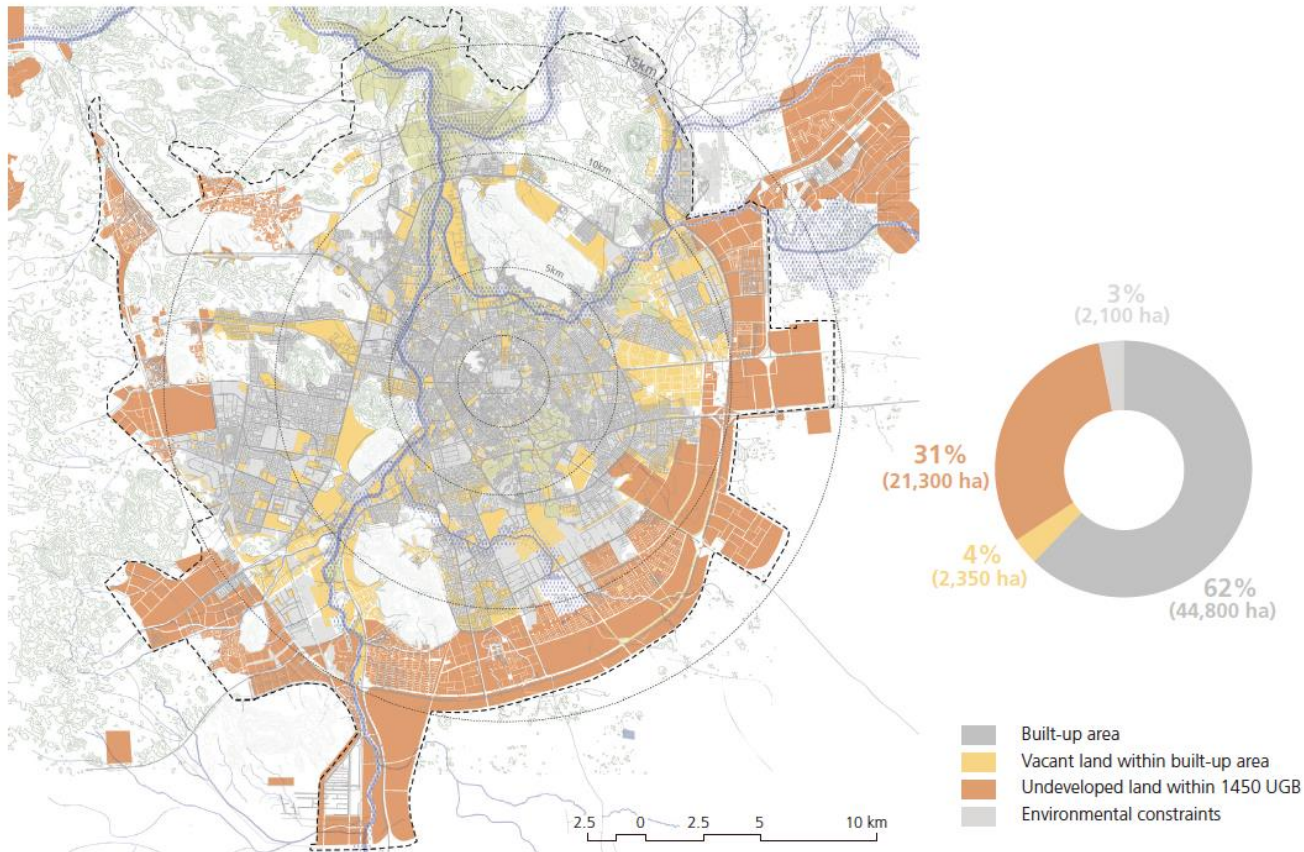 15km
10km
5km
3%
(2,100 ha)
31%
(21,300 ha)
4%
(2,350 ha)
62%
(44,800 ha)
Built-up area
Vacant land within built-up area
Undeveloped land within 1450 UGB
Environmental constraints
2.5 0 2.5 5 10 km